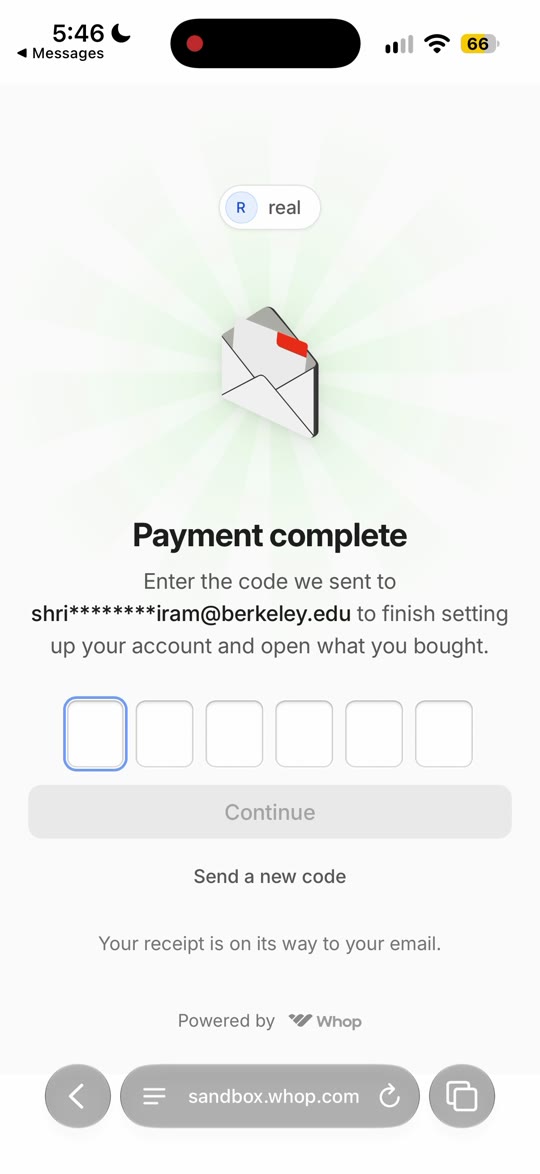 5:46
66
Messages
R real
Payment complete
Enter the code we sent to
shri********iram@berkeley.edu to finish setting
up your account and open what you bought.
Continue
Send a new code
Your receipt is on its way to your email.
Powered by Whop
sandbox.whop.com